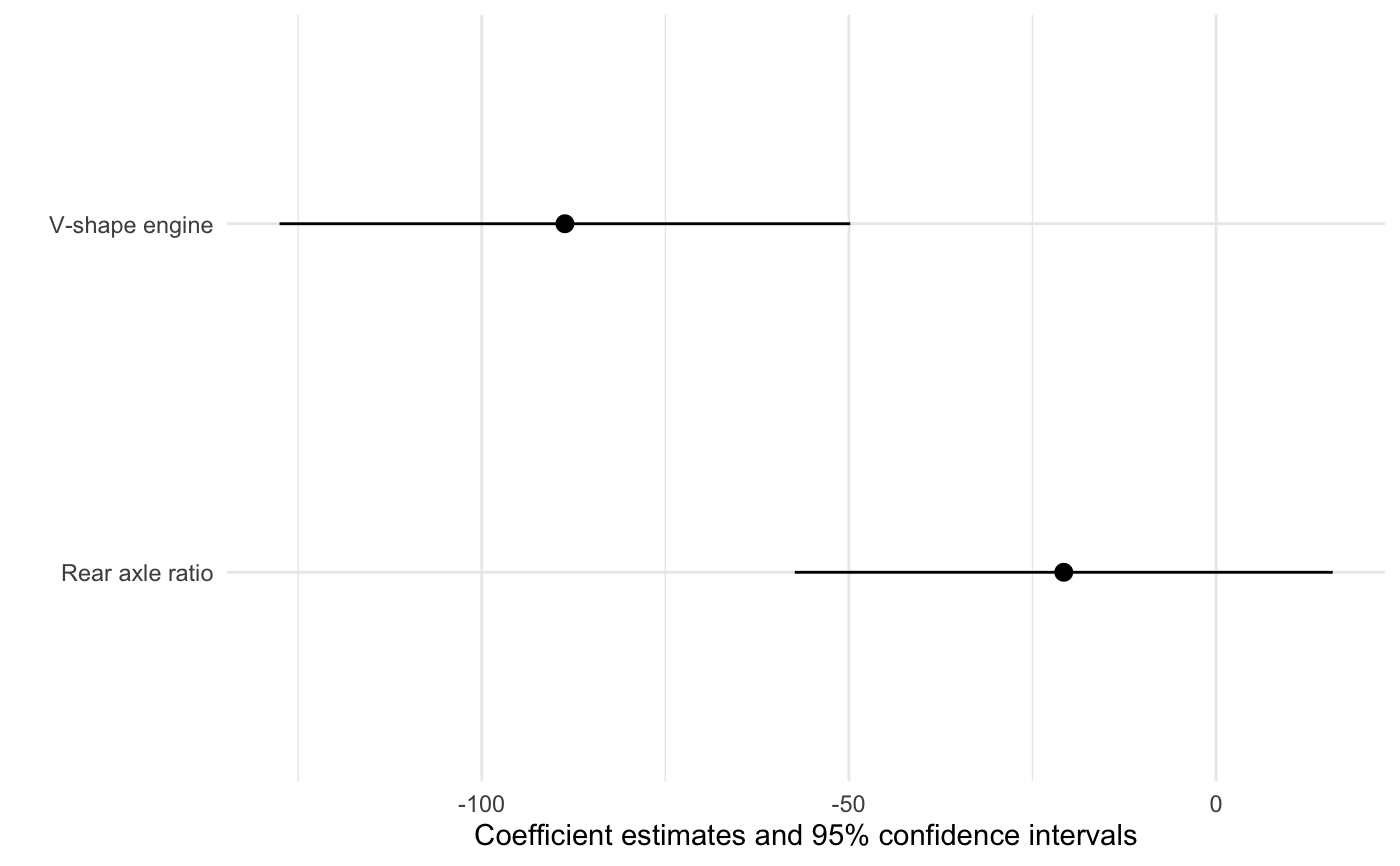 V-shape engine
Rear axle ratio
-100 -50 0
Coefficient estimates and 95% confidence intervals